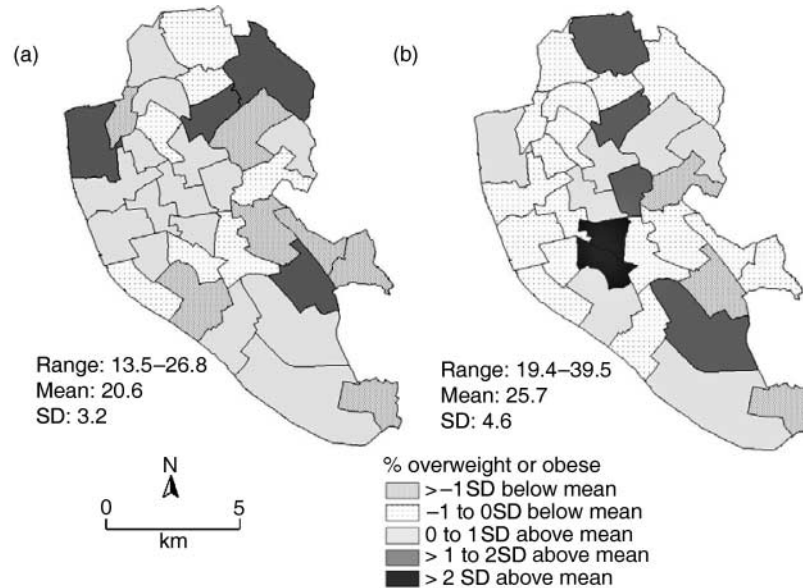 (a)
(b)
Range: 13.5–26.8
Mean: 20.6
SD: 3.2
Range: 19.4–39.5
Mean: 25.7
SD: 4.6
N
0 5
km
% overweight or obese
>−1SD below mean
−1 to 0SD below mean
0 to 1SD above mean
> 1 to 2SD above mean
> 2 SD above mean